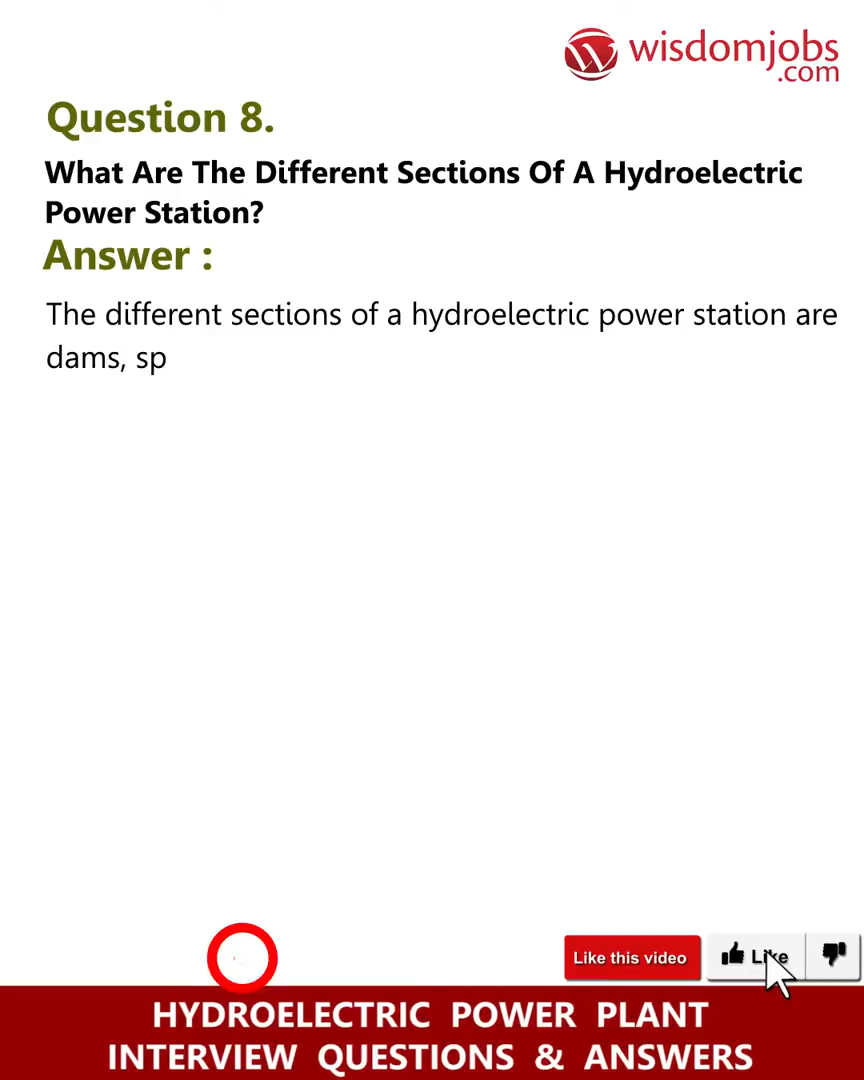 wisdomjobs
.com
Question 8.
What Are The Different Sections Of A Hydroelectric
Power Station?
Answer :
The different sections of a hydroelectric power station are
dams, sp
Like this video
Like
HYDROELECTRIC POWER PLANT
INTERVIEW QUESTIONS & ANSWERS